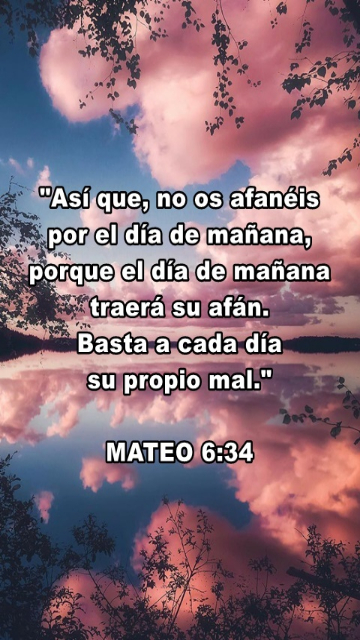 "Así que, no os afanéis
por el día de mañana,
porque el día de mañana
traerá su afán.
Basta a cada día
su propio mal."
MATEO 6:34